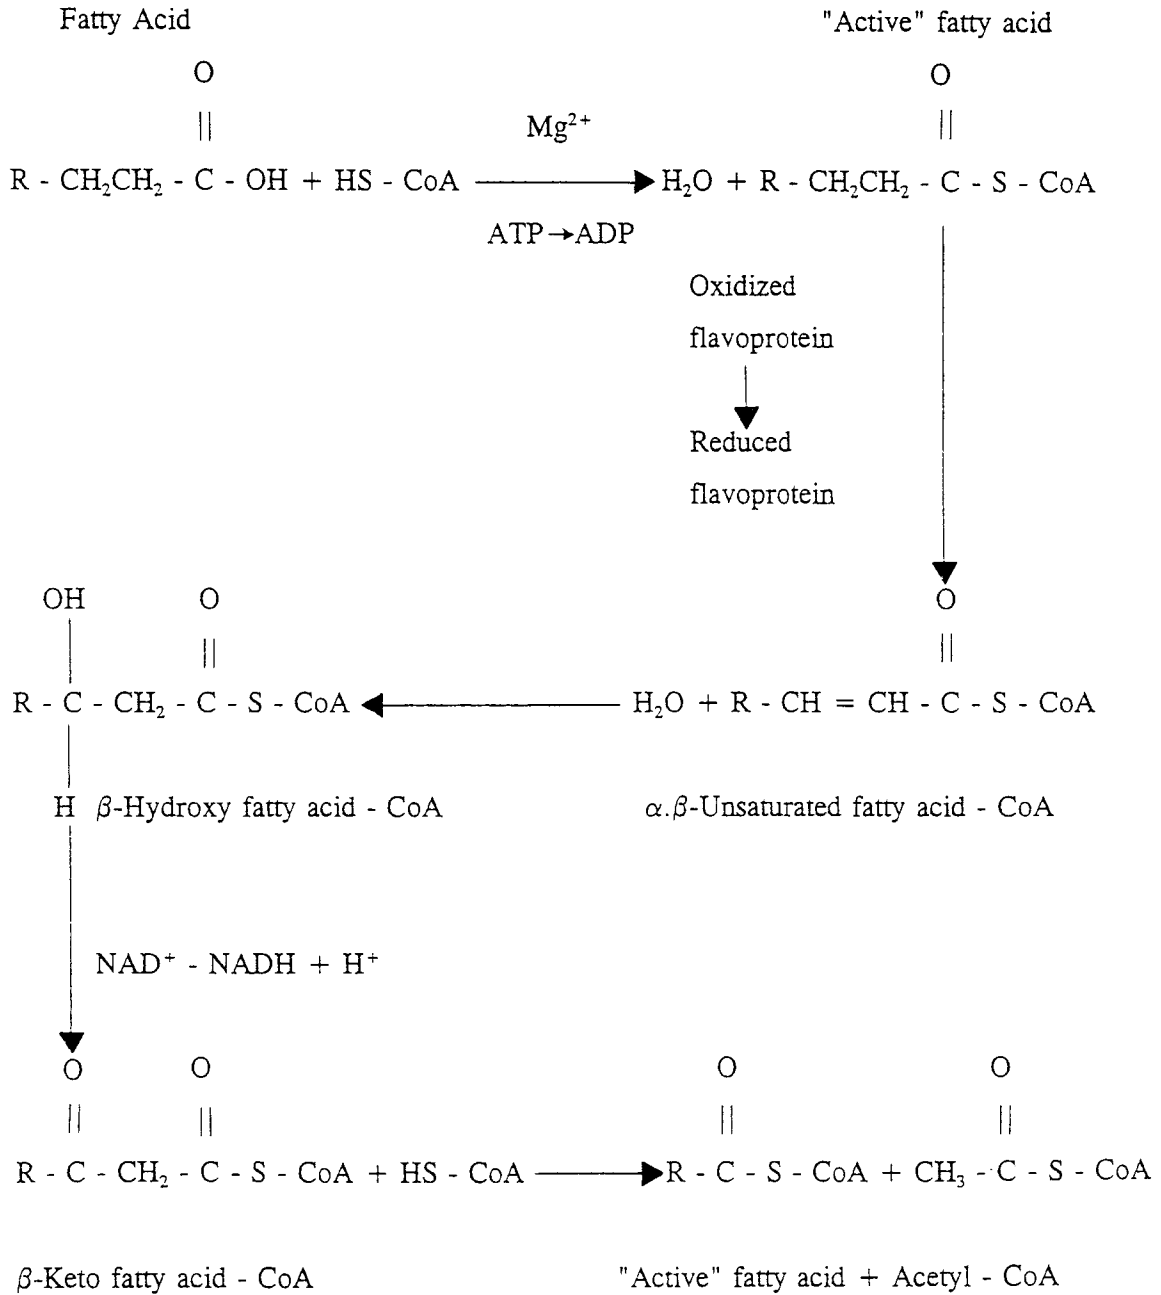 Fatty Acid "Active" fatty acid
O O
|| ||
Mg²⁺
R - CH₂CH₂ - C - OH + HS - CoA H₂O + R - CH₂CH₂ - C - S - CoA
ATP→ADP
Oxidized
flavoprotein
Reduced
flavoprotein
OH O O
|| ||
R - C - CH₂ - C - S - CoA H₂O + R - CH = CH - C - S - CoA
H β-Hydroxy fatty acid - CoA α.β-Unsaturated fatty acid - CoA
NAD⁺ - NADH + H⁺
O O O O
|| || || ||
R - C - CH₂ - C - S - CoA + HS - CoA R - C - S - CoA + CH₃ - C - S - CoA
β-Keto fatty acid - CoA "Active" fatty acid + Acetyl - CoA